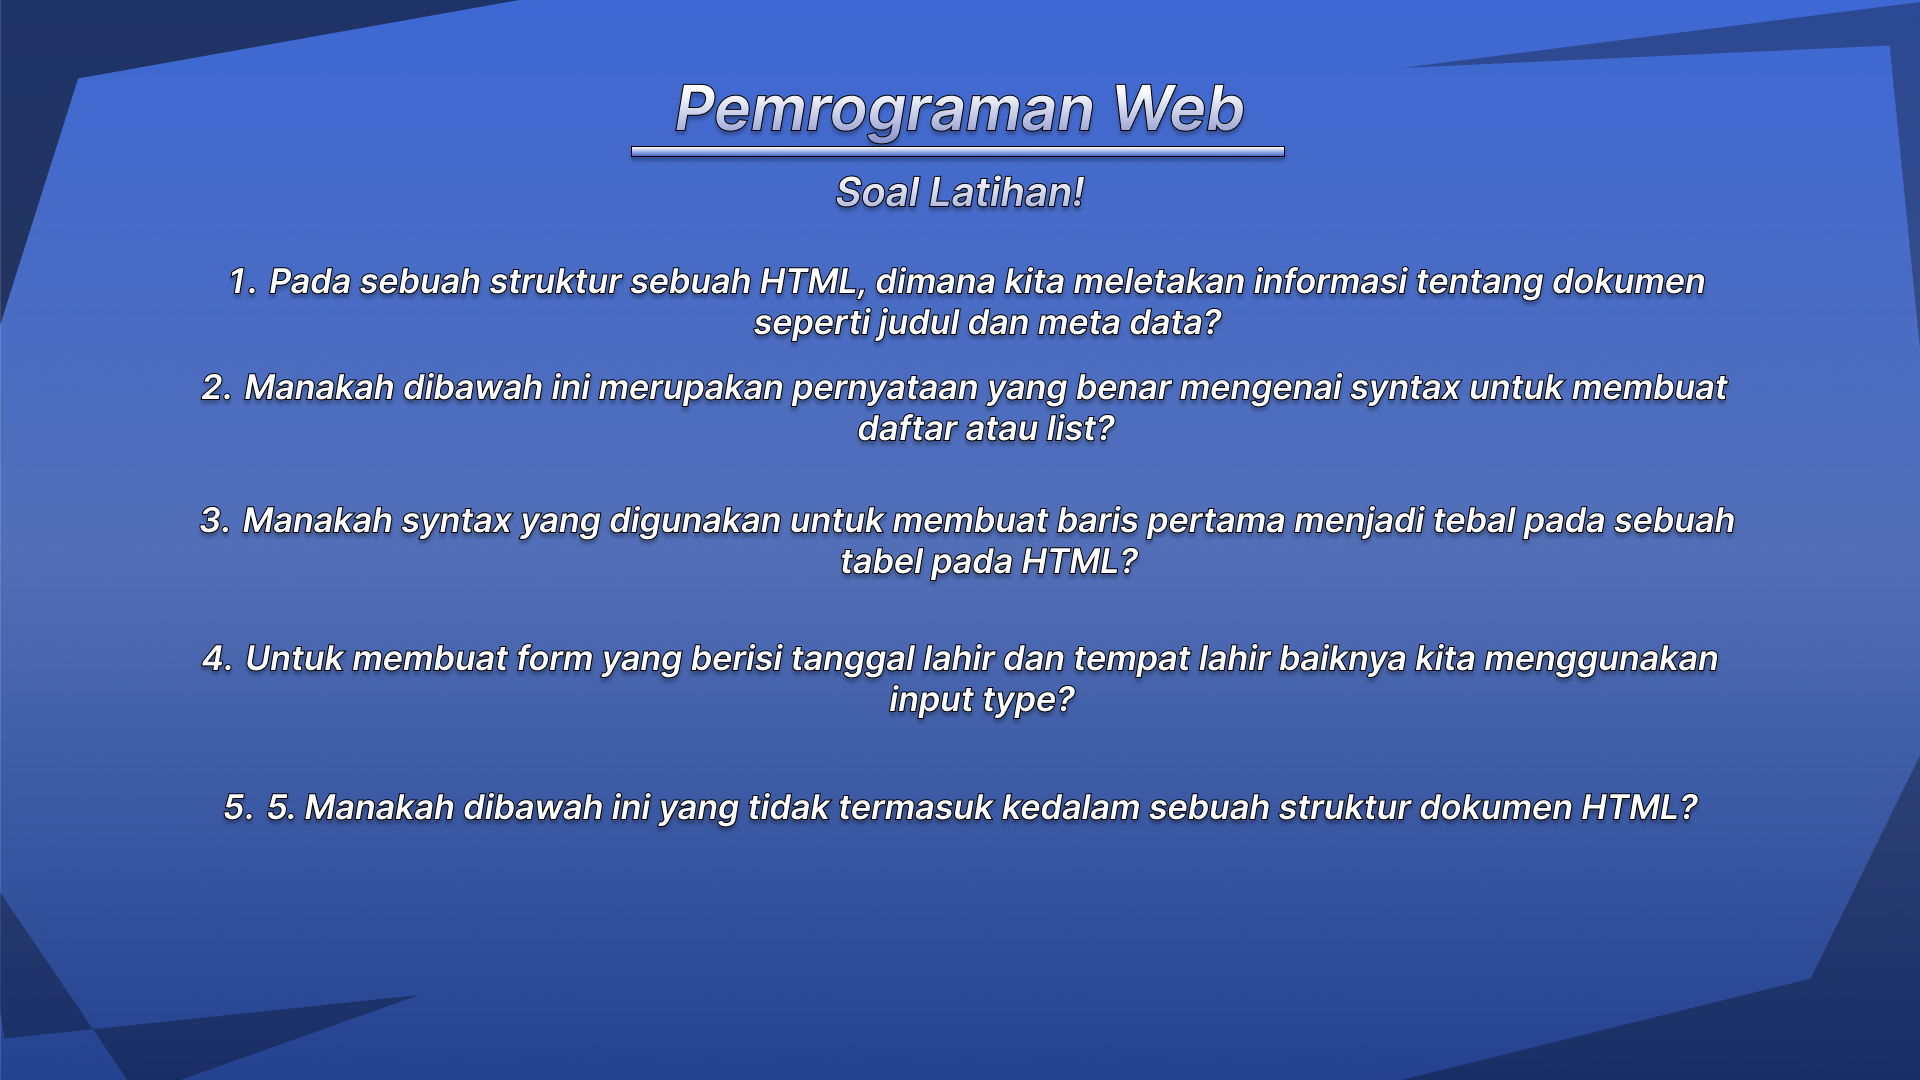 Pemrograman Web
Soal Latihan!
1. Pada sebuah struktur sebuah HTML, dimana kita meletakan informasi tentang dokumen
seperti judul dan meta data?
2. Manakah dibawah ini merupakan pernyataan yang benar mengenai syntax untuk membuat
daftar atau list?
3. Manakah syntax yang digunakan untuk membuat baris pertama menjadi tebal pada sebuah
tabel pada HTML?
4. Untuk membuat form yang berisi tanggal lahir dan tempat lahir baiknya kita menggunakan
input type?
5. 5. Manakah dibawah ini yang tidak termasuk kedalam sebuah struktur dokumen HTML?